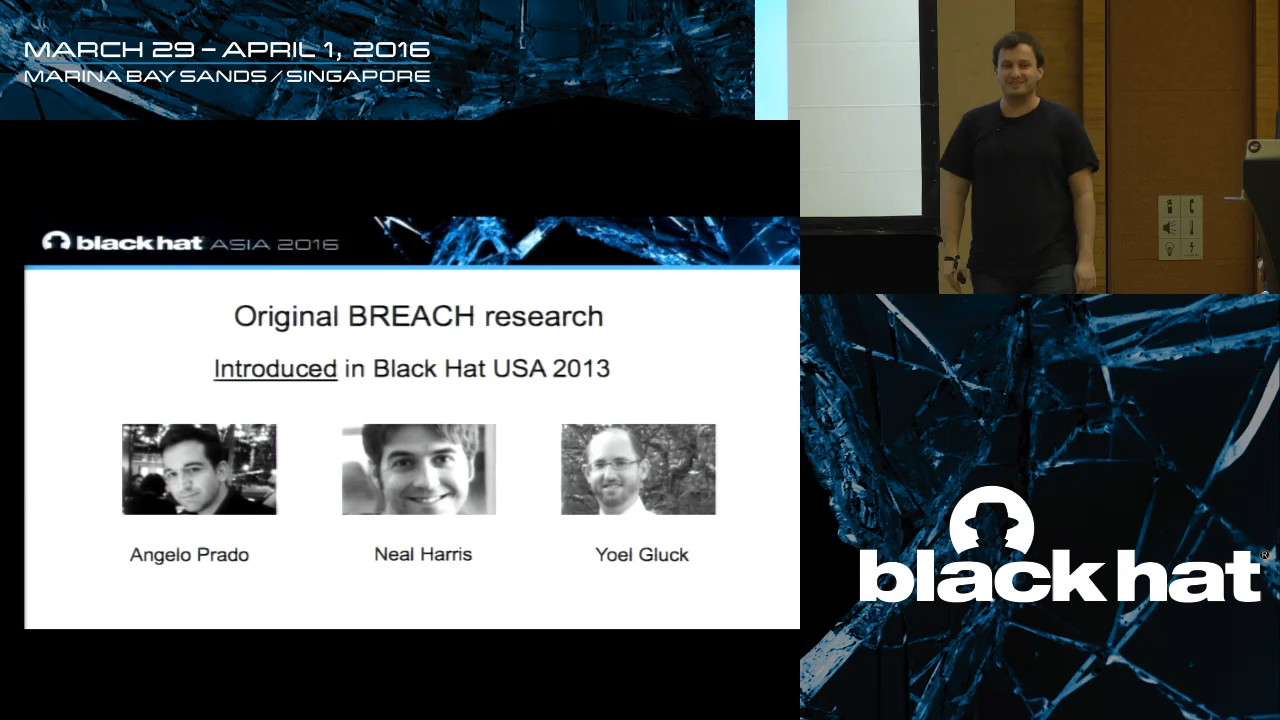 MARCH 29 – APRIL 1, 2016
MARINA BAY SANDS / SINGAPORE
black hat ASIA 2016
Original BREACH research
Introduced in Black Hat USA 2013
Angelo Prado
Neal Harris
Yoel Gluck
black hat®